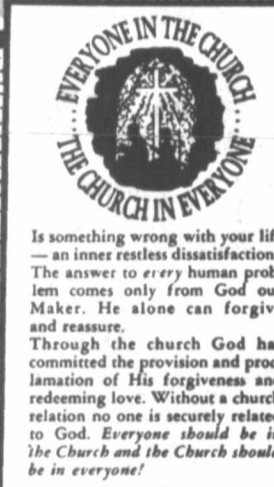 EVERYONE IN THE CHURCH
THE CHURCH IN EVERYONE
Is something wrong with your lif
— an inner restless dissatisfaction
The answer to every human prob
lem comes only from God ou
Maker. He alone can forgiv
and reassure.
Through the church God ha
committed the provision and proc
lamation of His forgiveness and
redeeming love. Without a church
relation no one is securely relate
to God. Everyone should be i
the Church and the Church shoul
be in everyone!